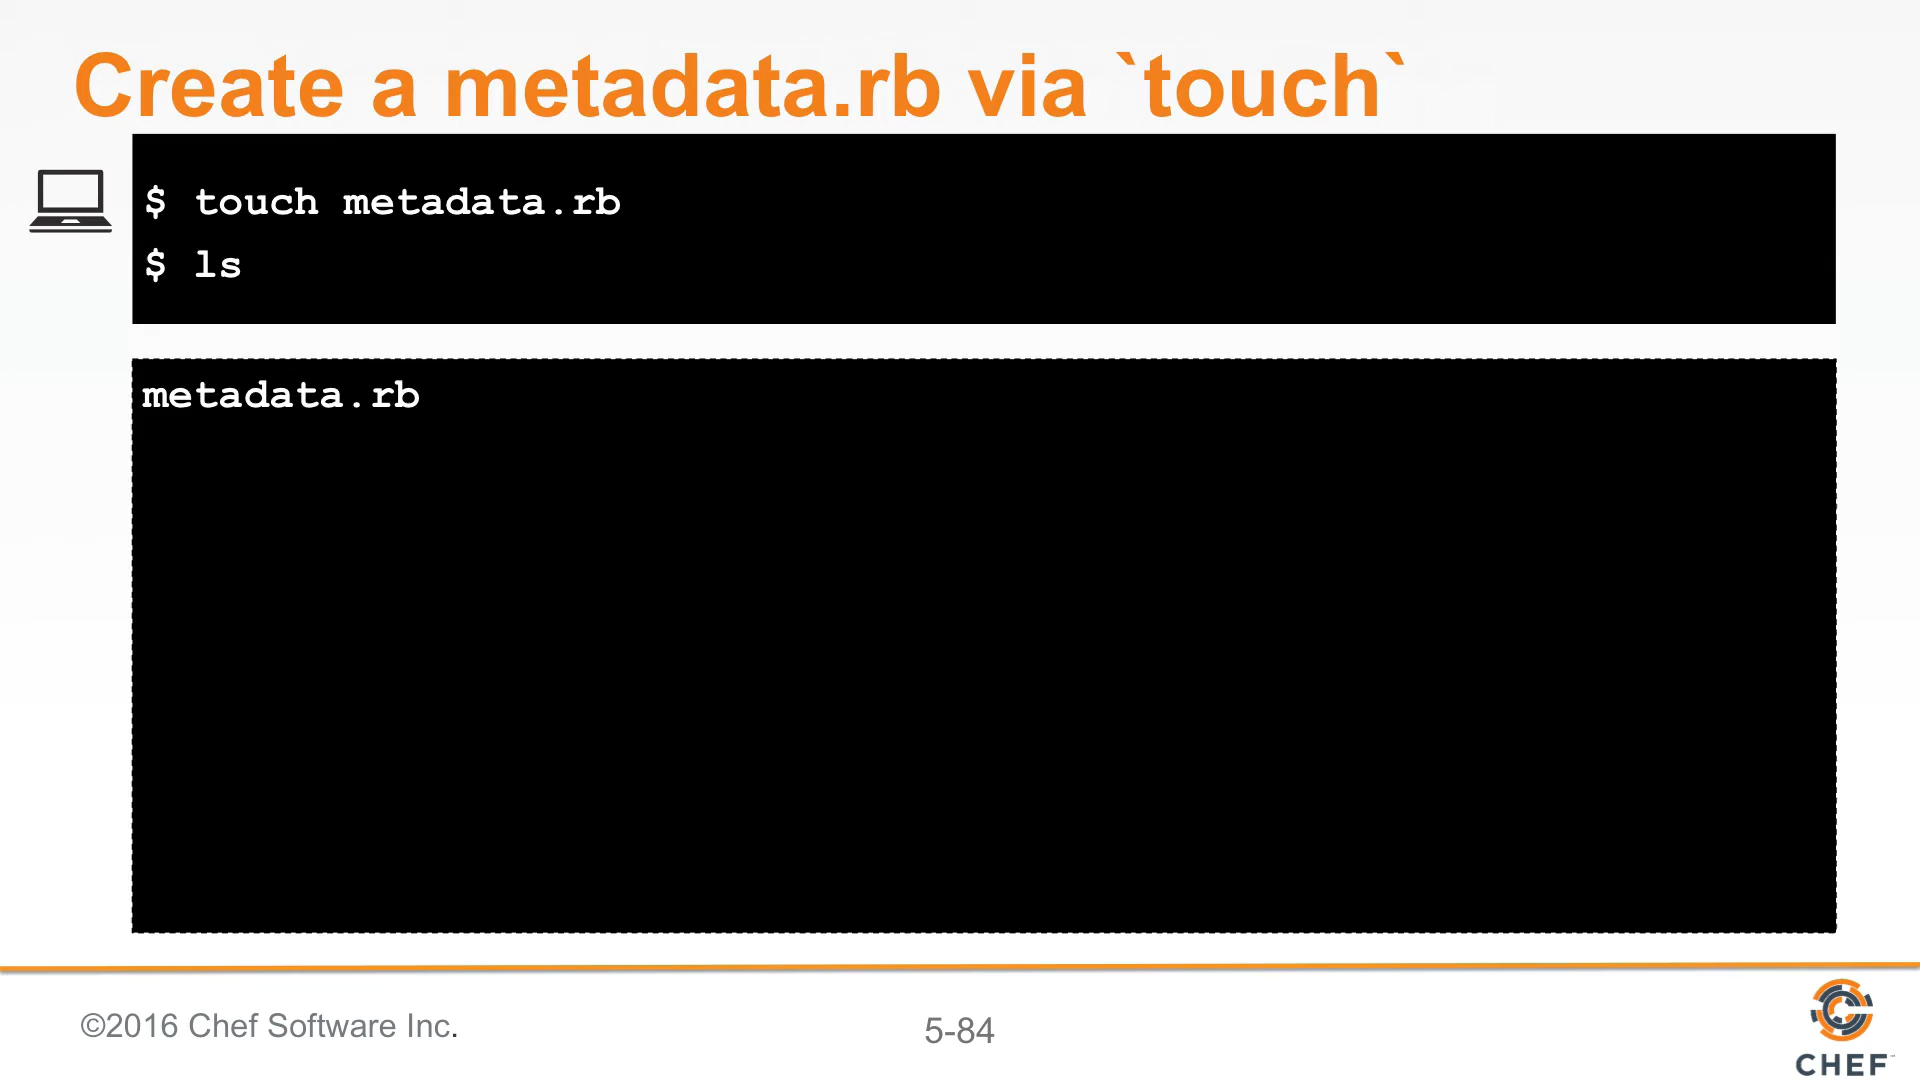 Create a metadata.rb via `touch`
$ touch metadata.rb
$ ls
metadata.rb
©2016 Chef Software Inc.
5-84
CHEF